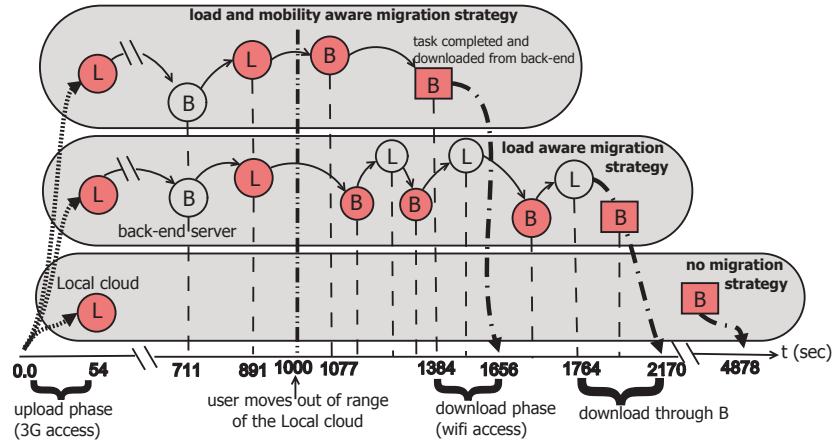 load and mobility aware migration strategy
L
B
L
B
task completed and
downloaded from back-end
B
load aware migration
strategy
L
B
L
B
L
B
L
B
L
B
back-end server
no migration
strategy
Local cloud
L
B
t (sec)
0.0
54
711
891
1000
1077
1384
1656
1764
2170
4878
upload phase
(3G access)
user moves out of range
of the Local cloud
download phase
(wifi access)
download through B